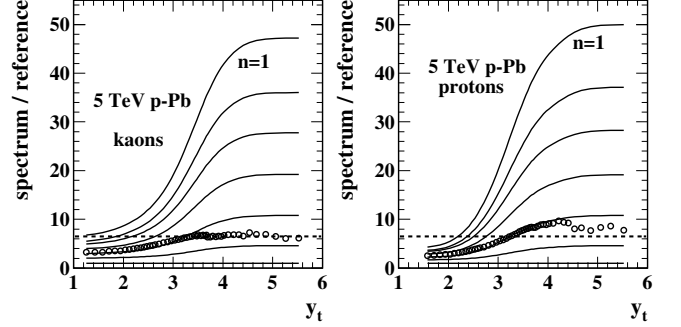 spectrum / reference
50
40
30
20
10
0
n=1
5 TeV p-Pb
kaons
1
2
3
4
5
6
y_t
spectrum / reference
50
40
30
20
10
0
n=1
5 TeV p-Pb
protons
1
2
3
4
5
6
y_t